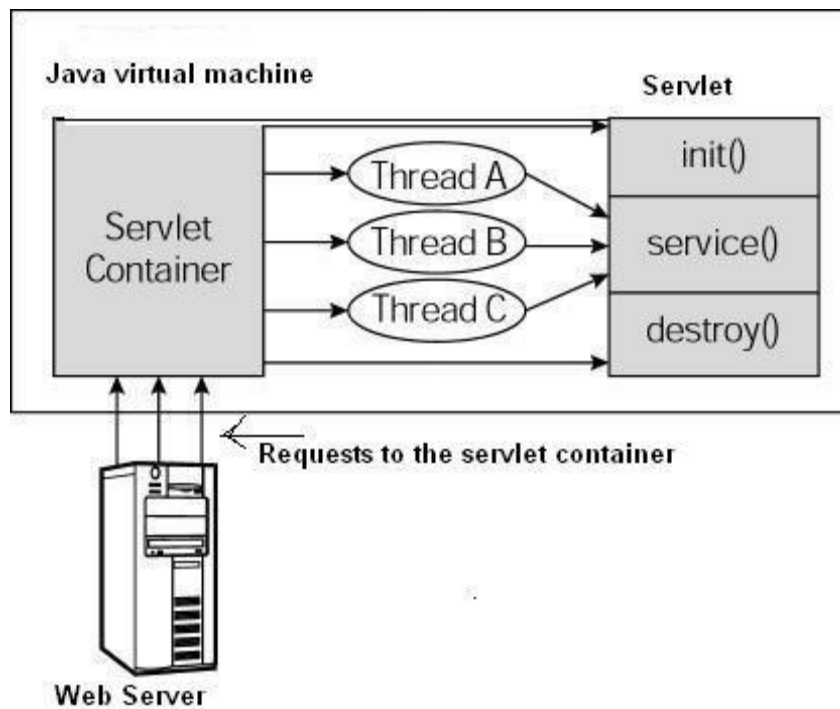 Java virtual machine
Servlet
Servlet
Container
Thread A
Thread B
Thread C
init()
service()
destroy()
Requests to the servlet container
Web Server